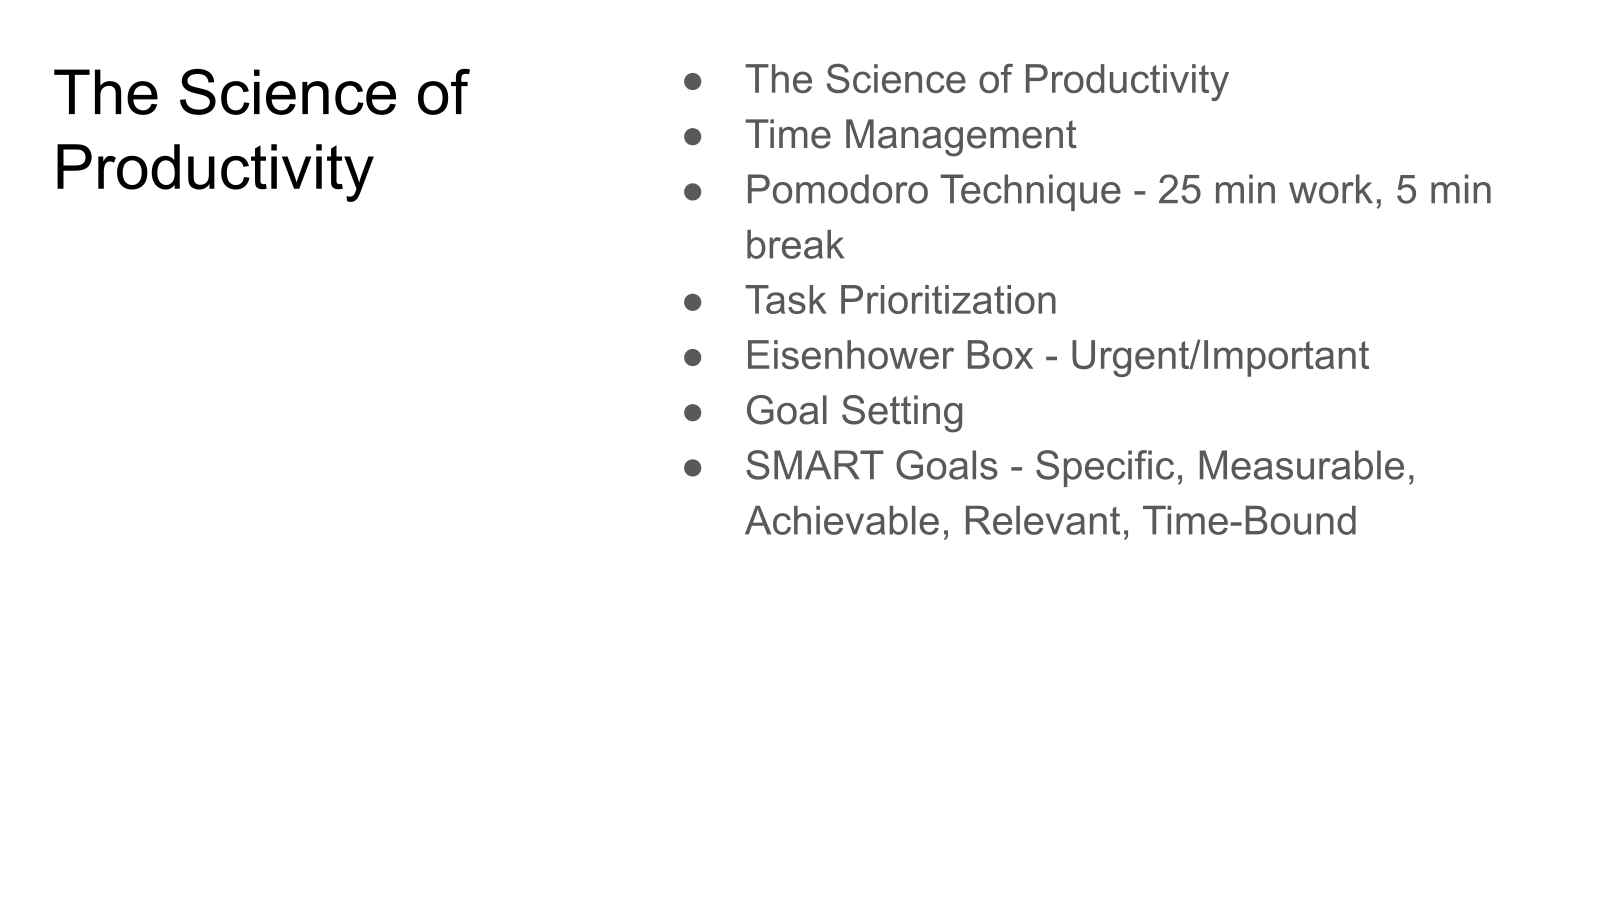 The Science of
Productivity
● The Science of Productivity
● Time Management
● Pomodoro Technique - 25 min work, 5 min
break
● Task Prioritization
● Eisenhower Box - Urgent/Important
● Goal Setting
● SMART Goals - Specific, Measurable,
Achievable, Relevant, Time-Bound